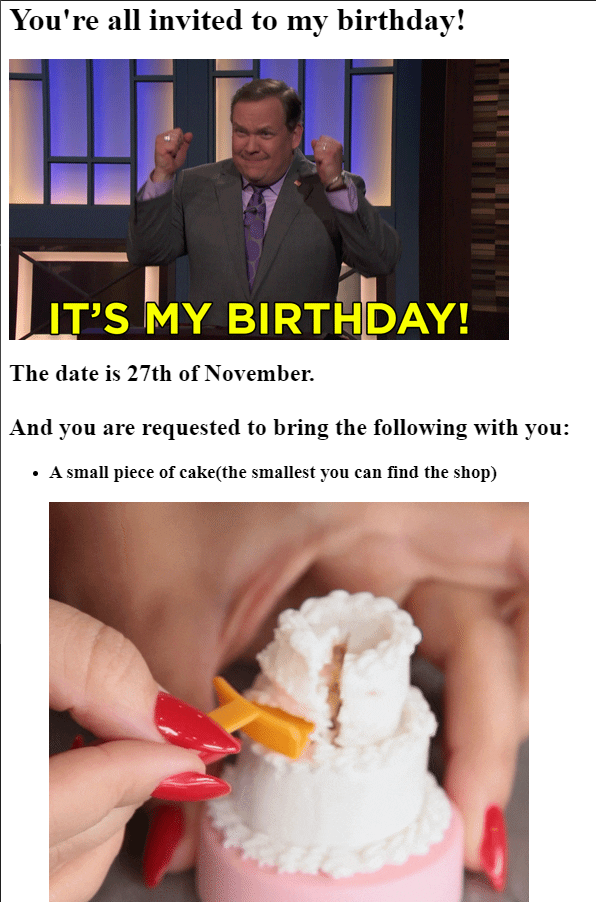 You're all invited to my birthday!
IT'S MY BIRTHDAY!
The date is 27th of November.
And you are requested to bring the following with you:
• A small piece of cake(the smallest you can find the shop)